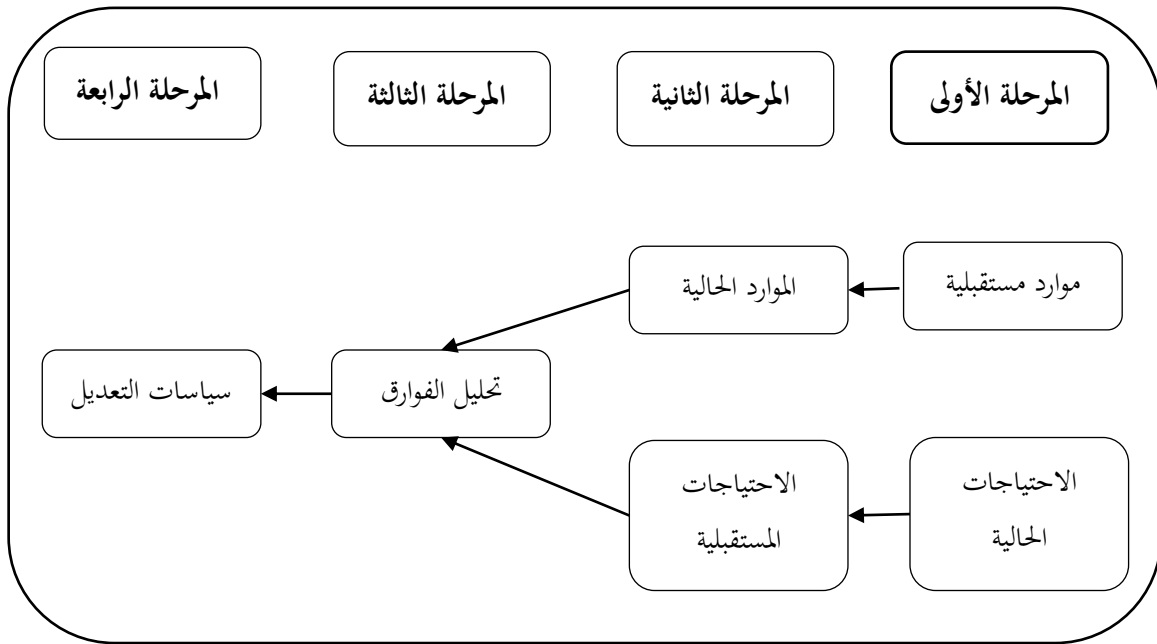 المرحلة الأولى
المرحلة الثانية
المرحلة الثالثة
المرحلة الرابعة
موارد مستقبلية
الموارد الحالية
تحليل الفوارق
سياسات التعديل
الاحتياجات
الحالية
الاحتياجات
المستقبلية